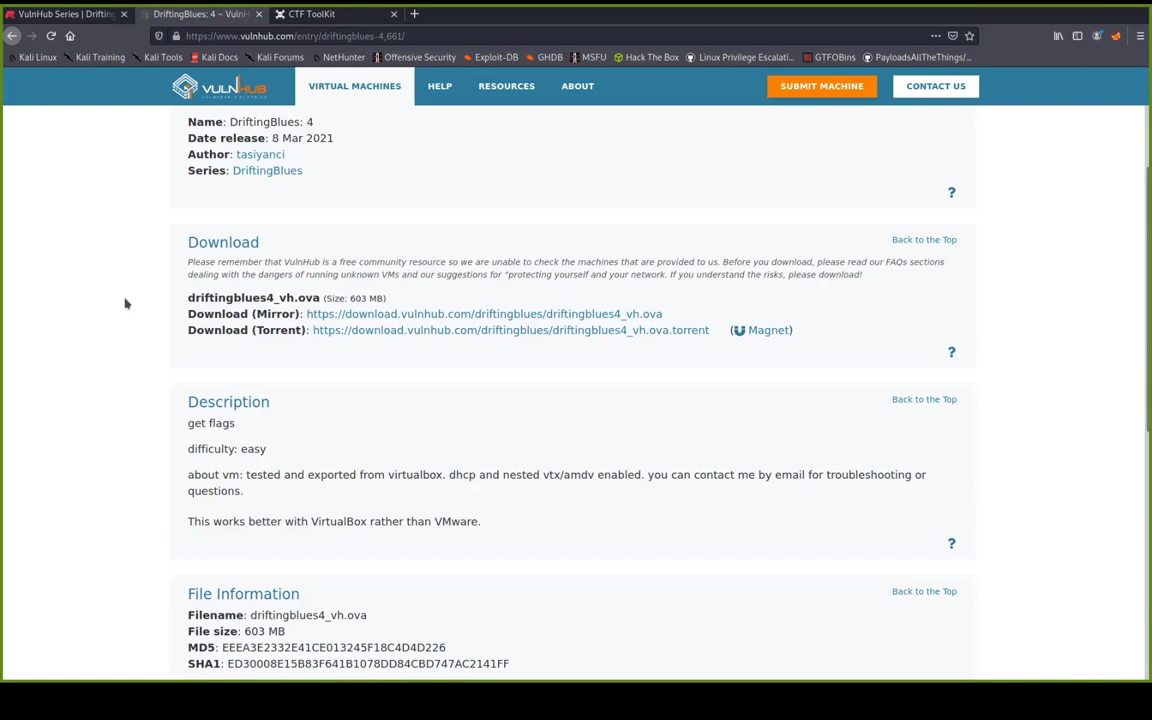 VulnHub Series | Drifting
DriftingBlues: 4 ~ VulnH
CTF ToolKit
https://www.vulnhub.com/entry/driftingblues-4,661/
Kali Linux
Kali Training
Kali Tools
Kali Docs
Kali Forums
NetHunter
Offensive Security
Exploit-DB
GHDB
MSFU
Hack The Box
Linux Privilege Escalati...
GTFOBins
PayloadsAllTheThings/...
VULNHUB
VIRTUAL MACHINES
HELP
RESOURCES
ABOUT
SUBMIT MACHINE
CONTACT US
Name: DriftingBlues: 4
Date release: 8 Mar 2021
Author: tasiyanci
Series: DriftingBlues
?
Download
Back to the Top
Please remember that VulnHub is a free community resource so we are unable to check the machines that are provided to us. Before you download, please read our FAQs sections
dealing with the dangers of running unknown VMs and our suggestions for "protecting yourself and your network. If you understand the risks, please download!
driftingblues4_vh.ova (Size: 603 MB)
Download (Mirror): https://download.vulnhub.com/driftingblues/driftingblues4_vh.ova
Download (Torrent): https://download.vulnhub.com/driftingblues/driftingblues4_vh.ova.torrent (Magnet)
?
Description
Back to the Top
get flags
difficulty: easy
about vm: tested and exported from virtualbox. dhcp and nested vtx/amdv enabled. you can contact me by email for troubleshooting or
questions.
This works better with VirtualBox rather than VMware.
?
File Information
Back to the Top
Filename: driftingblues4_vh.ova
File size: 603 MB
MD5: EEEA3E2332E41CE013245F18C4D4D226
SHA1: ED30008E15B83F641B1078DD84CBD747AC2141FF